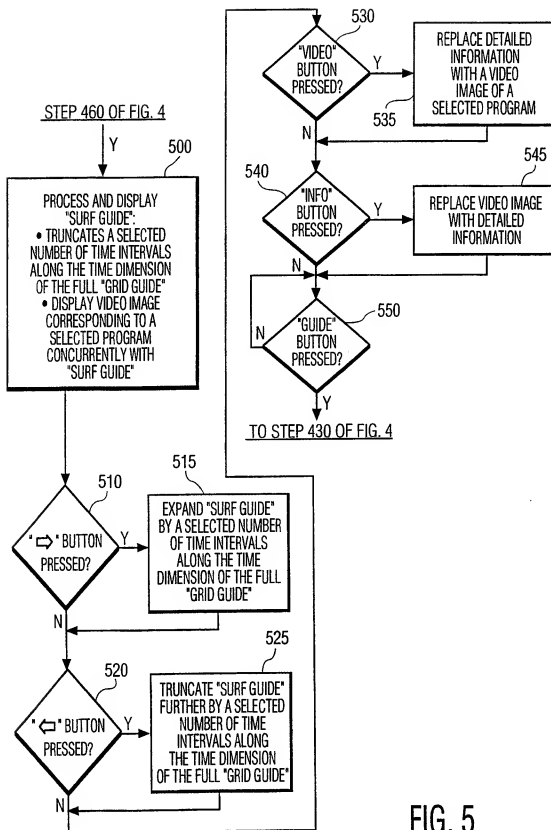 STEP 460 OF FIG. 4
Y
500
PROCESS AND DISPLAY
"SURF GUIDE":
• TRUNCATES A SELECTED
NUMBER OF TIME INTERVALS
ALONG THE TIME DIMENSION
OF THE FULL "GRID GUIDE"
• DISPLAY VIDEO IMAGE
CORRESPONDING TO A
SELECTED PROGRAM
CONCURRENTLY WITH
"SURF GUIDE"
510
"⇨" BUTTON
PRESSED?
Y
N
515
EXPAND "SURF GUIDE"
BY A SELECTED NUMBER
OF TIME INTERVALS
ALONG THE TIME
DIMENSION OF THE FULL
"GRID GUIDE"
520
"⇦" BUTTON
PRESSED?
Y
N
525
TRUNCATE "SURF GUIDE"
FURTHER BY A SELECTED
NUMBER OF TIME
INTERVALS ALONG
THE TIME DIMENSION
OF THE FULL "GRID GUIDE"
530
"VIDEO"
BUTTON
PRESSED?
Y
N
535
REPLACE DETAILED
INFORMATION
WITH A VIDEO
IMAGE OF A
SELECTED PROGRAM
540
"INFO"
BUTTON
PRESSED?
Y
N
545
REPLACE VIDEO IMAGE
WITH DETAILED
INFORMATION
550
"GUIDE"
BUTTON
PRESSED?
N
Y
TO STEP 430 OF FIG. 4
FIG. 5